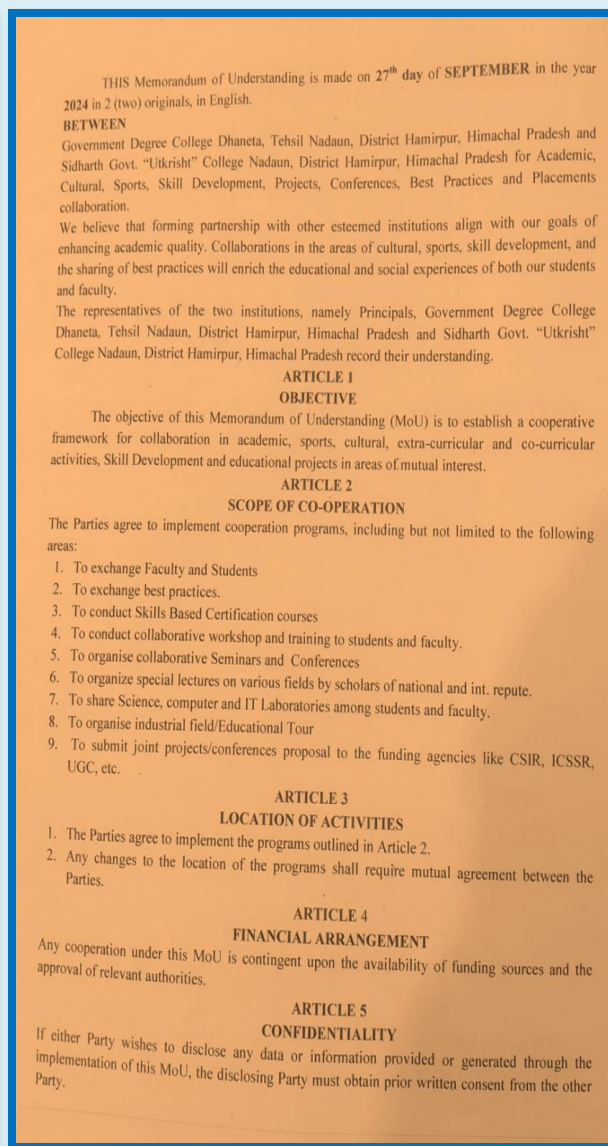 THIS Memorandum of Understanding is made on 27th day of SEPTEMBER in the year
2024 in 2 (two) originals, in English.
BETWEEN
Government Degree College Dhaneta, Tehsil Nadaun, District Hamirpur, Himachal Pradesh and
Sidharth Govt. “Utkrisht” College Nadaun, District Hamirpur, Himachal Pradesh for Academic,
Cultural, Sports, Skill Development, Projects, Conferences, Best Practices and Placements
collaboration.
We believe that forming partnership with other esteemed institutions align with our goals of
enhancing academic quality. Collaborations in the areas of cultural, sports, skill development, and
the sharing of best practices will enrich the educational and social experiences of both our students
and faculty.
The representatives of the two institutions, namely Principals, Government Degree College
Dhaneta, Tehsil Nadaun, District Hamirpur, Himachal Pradesh and Sidharth Govt. “Utkrisht”
College Nadaun, District Hamirpur, Himachal Pradesh record their understanding.
ARTICLE 1
OBJECTIVE
The objective of this Memorandum of Understanding (MoU) is to establish a cooperative
framework for collaboration in academic, sports, cultural, extra-curricular and co-curricular
activities, Skill Development and educational projects in areas of mutual interest.
ARTICLE 2
SCOPE OF CO-OPERATION
The Parties agree to implement cooperation programs, including but not limited to the following
areas:
1. To exchange Faculty and Students
2. To exchange best practices.
3. To conduct Skills Based Certification courses
4. To conduct collaborative workshop and training to students and faculty.
5. To organise collaborative Seminars and Conferences
6. To organize special lectures on various fields by scholars of national and int. repute.
7. To share Science, computer and IT Laboratories among students and faculty.
8. To organise industrial field/Educational Tour
9. To submit joint projects/conferences proposal to the funding agencies like CSIR, ICSSR,
UGC, etc.
ARTICLE 3
LOCATION OF ACTIVITIES
1. The Parties agree to implement the programs outlined in Article 2.
2. Any changes to the location of the programs shall require mutual agreement between the
Parties.
ARTICLE 4
FINANCIAL ARRANGEMENT
Any cooperation under this MoU is contingent upon the availability of funding sources and the
approval of relevant authorities.
ARTICLE 5
CONFIDENTIALITY
If either Party wishes to disclose any data or information provided or generated through the
implementation of this MoU, the disclosing Party must obtain prior written consent from the other
Party.